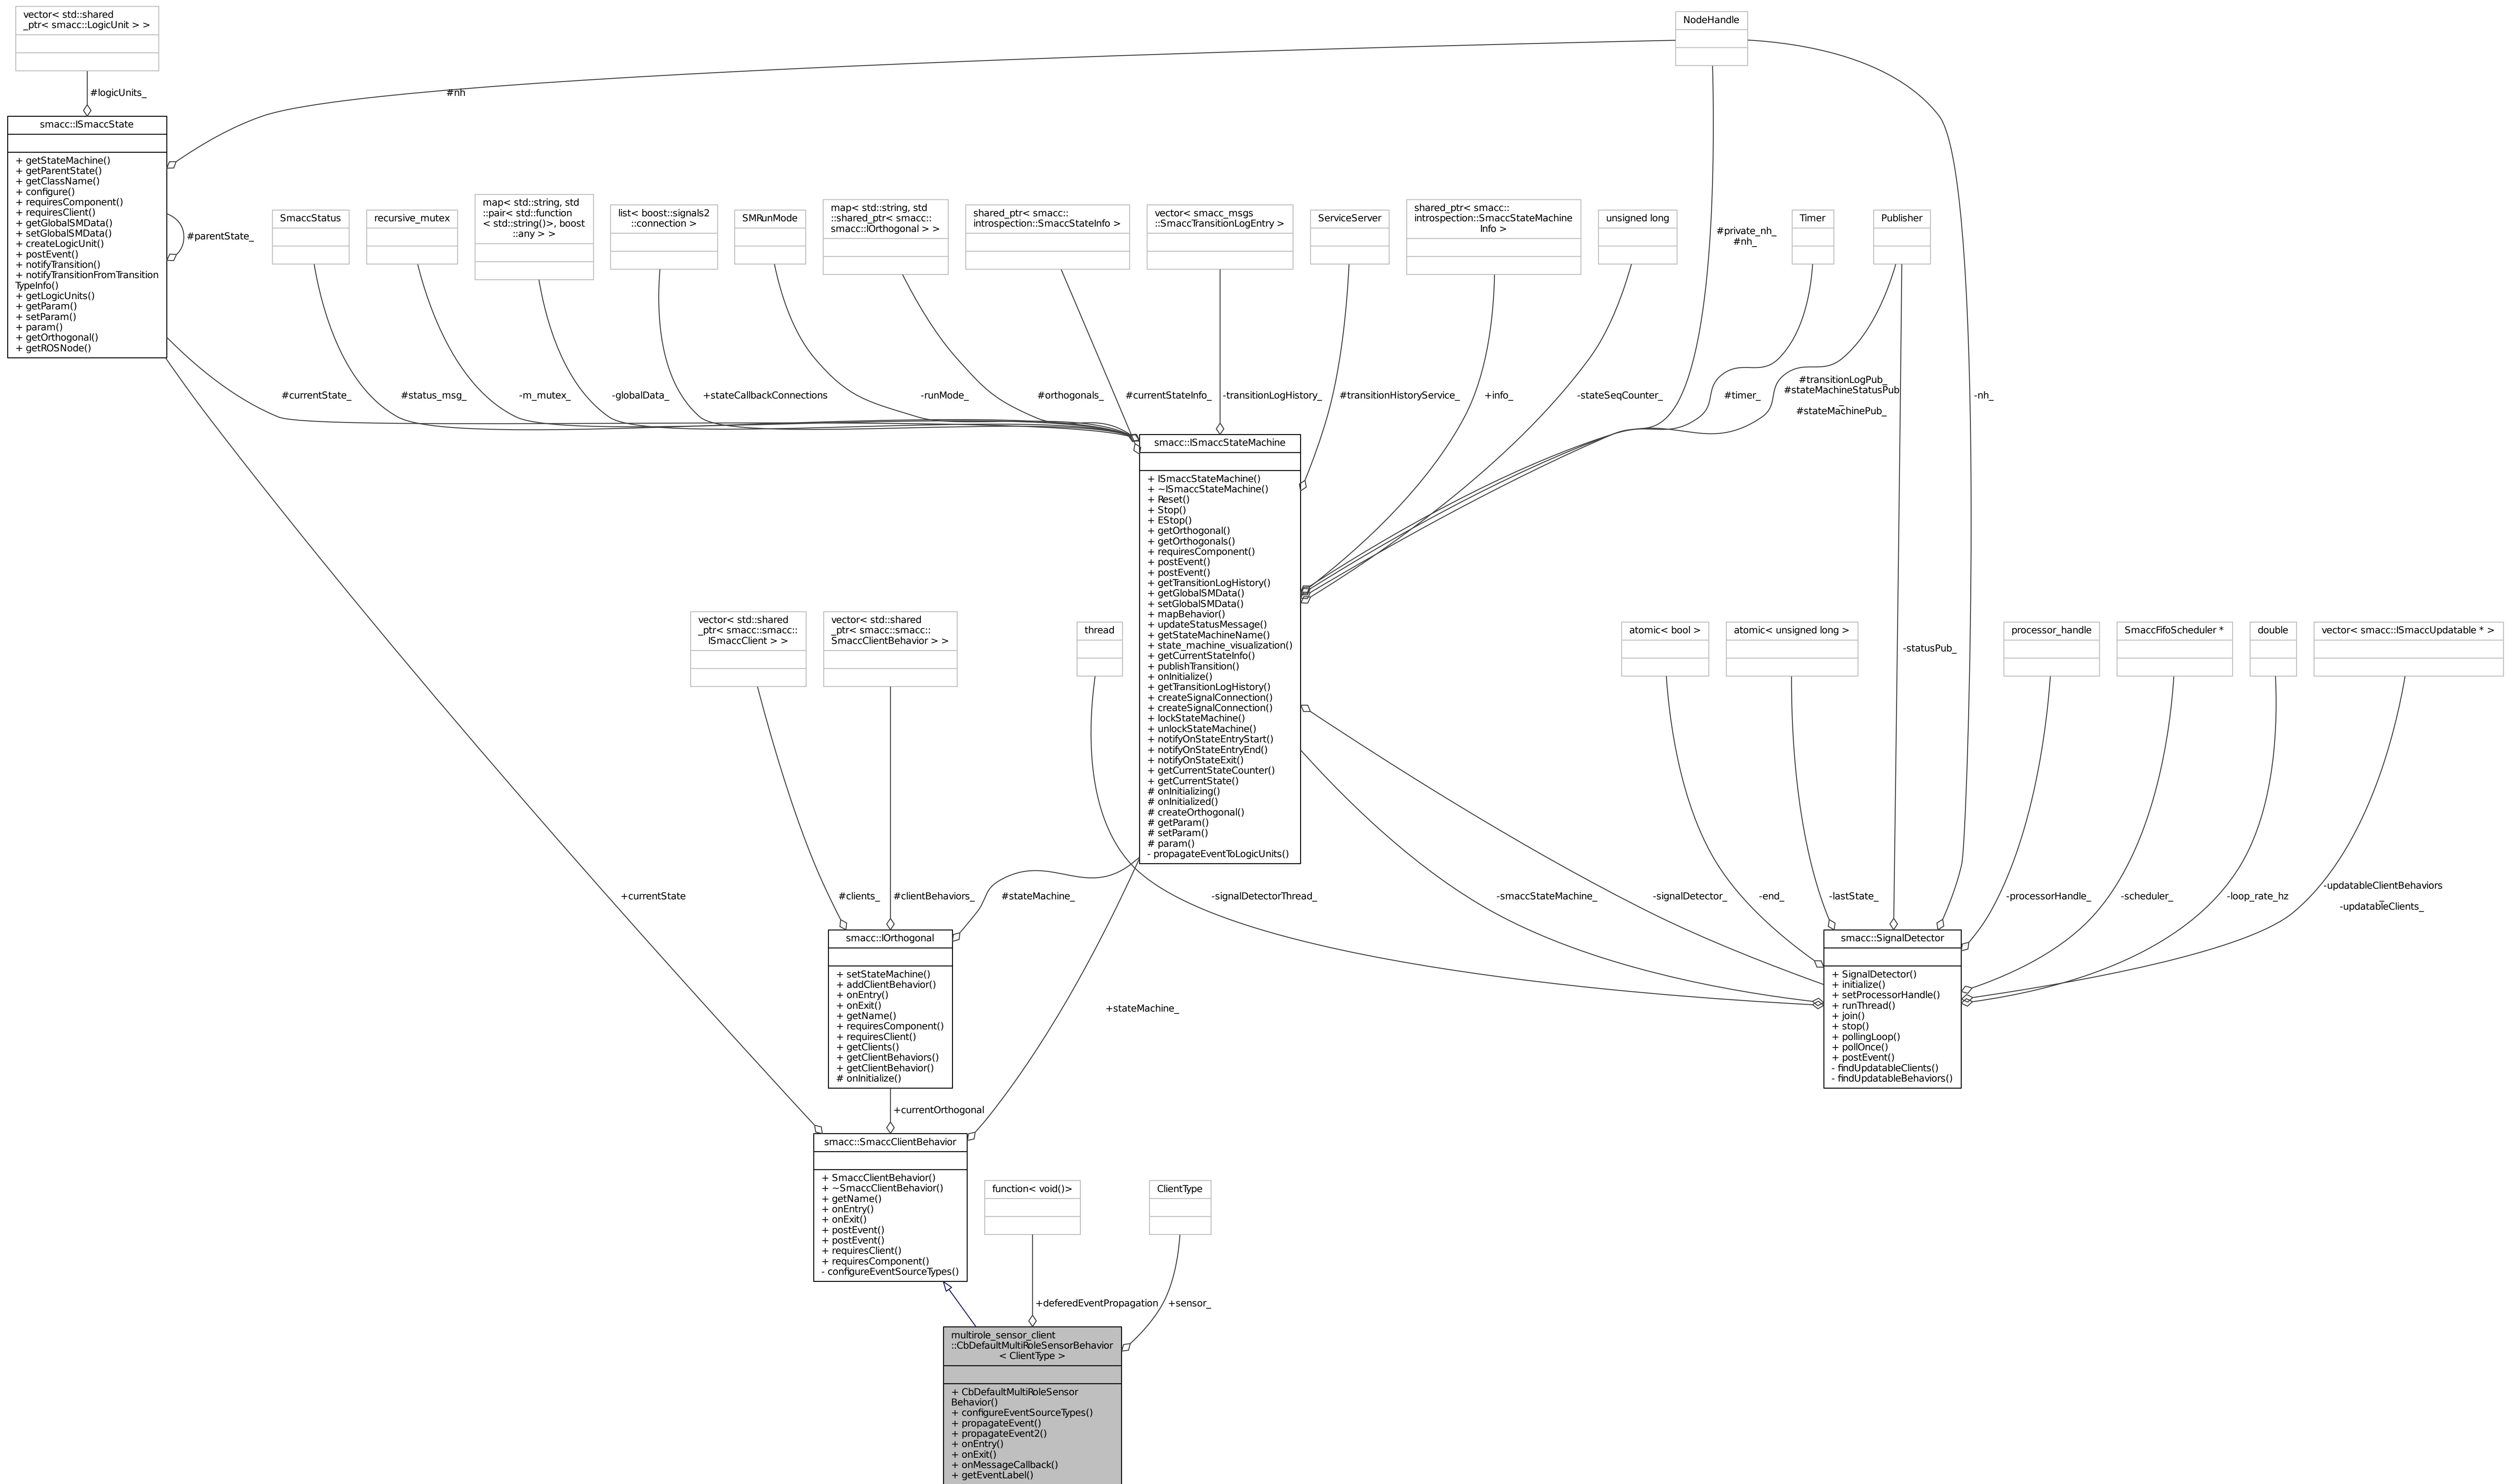 vector< std::shared
_ptr< smacc::LogicUnit > >
NodeHandle
#logicUnits_
#nh
smacc::ISmaccState
+ getStateMachine()
+ getParentState()
+ getClassName()
+ configure()
+ requiresComponent()
+ requiresClient()
+ getGlobalSMData()
+ setGlobalSMData()
+ createLogicUnit()
+ postEvent()
+ notifyTransition()
+ notifyTransitionFromTransition
TypeInfo()
+ getLogicUnits()
+ getParam()
+ setParam()
+ param()
+ getOrthogonal()
+ getROSNode()
#parentState_
SmaccStatus
recursive_mutex
map< std::string, std
::pair< std::function
< std::string()>, boost
::any > >
list< boost::signals2
::connection >
SMRunMode
map< std::string, std
::shared_ptr< smacc::
smacc::IOrthogonal > >
shared_ptr< smacc::
introspection::SmaccStateInfo >
vector< smacc_msgs
::SmaccTransitionLogEntry >
ServiceServer
shared_ptr< smacc::
introspection::SmaccStateMachine
Info >
unsigned long
#private_nh_
#nh_
Timer
Publisher
#currentState_
#status_msg_
-m_mutex_
-globalData_
+stateCallbackConnections
-runMode_
#orthogonals_
#currentStateInfo_
-transitionLogHistory_
#transitionHistoryService_
+info_
-stateSeqCounter_
#timer_
#transitionLogPub_
#stateMachineStatusPub
_
#stateMachinePub_
-nh_
smacc::ISmaccStateMachine
+ ISmaccStateMachine()
+ ~ISmaccStateMachine()
+ Reset()
+ Stop()
+ EStop()
+ getOrthogonal()
+ getOrthogonals()
+ requiresComponent()
+ postEvent()
+ postEvent()
+ getTransitionLogHistory()
+ getGlobalSMData()
+ setGlobalSMData()
+ mapBehavior()
+ updateStatusMessage()
+ getStateMachineName()
+ state_machine_visualization()
+ getCurrentStateInfo()
+ publishTransition()
+ onInitialize()
+ getTransitionLogHistory()
+ createSignalConnection()
+ createSignalConnection()
+ lockStateMachine()
+ unlockStateMachine()
+ notifyOnStateEntryStart()
+ notifyOnStateEntryEnd()
+ notifyOnStateExit()
+ getCurrentStateCounter()
+ getCurrentState()
# onInitializing()
# onInitialized()
# createOrthogonal()
# getParam()
# setParam()
# param()
- propagateEventToLogicUnits()
vector< std::shared
_ptr< smacc::smacc::
ISmaccClient > >
vector< std::shared
_ptr< smacc::smacc::
SmaccClientBehavior > >
thread
atomic< bool >
atomic< unsigned long >
-statusPub_
processor_handle
SmaccFifoScheduler *
double
vector< smacc::ISmaccUpdatable * >
+currentState
#clients_
#clientBehaviors_
#stateMachine_
-signalDetectorThread_
-smaccStateMachine_
-signalDetector_
-end_
-lastState_
-processorHandle_
-scheduler_
-loop_rate_hz
-updatableClientBehaviors
_
-updatableClients_
smacc::IOrthogonal
+ setStateMachine()
+ addClientBehavior()
+ onEntry()
+ onExit()
+ getName()
+ requiresComponent()
+ requiresClient()
+ getClients()
+ getClientBehaviors()
+ getClientBehavior()
# onInitialize()
+stateMachine_
smacc::SignalDetector
+ SignalDetector()
+ initialize()
+ setProcessorHandle()
+ runThread()
+ join()
+ stop()
+ pollingLoop()
+ pollOnce()
+ postEvent()
- findUpdatableClients()
- findUpdatableBehaviors()
+currentOrthogonal
smacc::SmaccClientBehavior
+ SmaccClientBehavior()
+ ~SmaccClientBehavior()
+ getName()
+ onEntry()
+ onExit()
+ postEvent()
+ postEvent()
+ requiresClient()
+ requiresComponent()
- configureEventSourceTypes()
function< void()>
ClientType
+deferedEventPropagation
+sensor_
multirole_sensor_client
::CbDefaultMultiRoleSensorBehavior
< ClientType >
+ CbDefaultMultiRoleSensor
Behavior()
+ configureEventSourceTypes()
+ propagateEvent()
+ propagateEvent2()
+ onEntry()
+ onExit()
+ onMessageCallback()
+ getEventLabel()